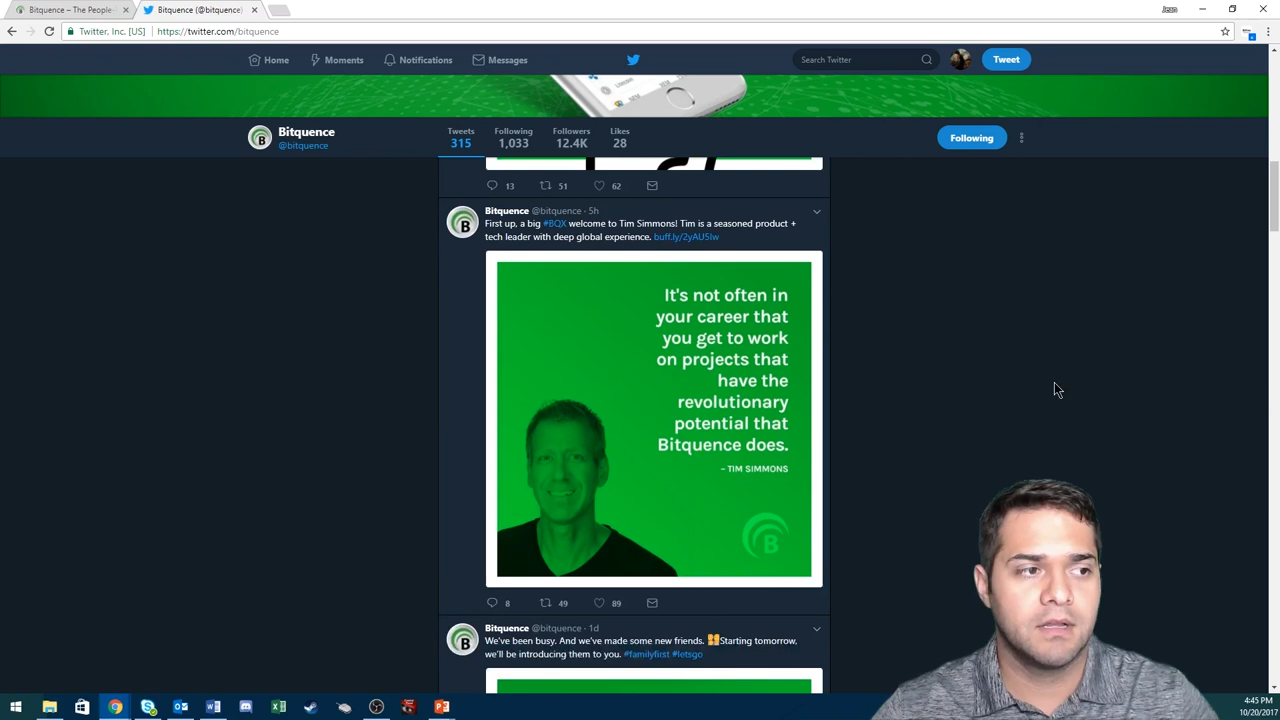 Bitquence – The People-
Twitter, Inc. [US]
Bitquence (@bitquence)
https://twitter.com/bitquence
Home
Moments
Notifications
Messages
Search Twitter
Tweet
Bitquence
@bitquence
Tweets
315
Following
1,033
Followers
12.4K
Likes
28
Following
13
51
62
Bitquence @bitquence · 5h
First up, a big #BQX welcome to Tim Simmons! Tim is a seasoned product +
tech leader with deep global experience. buff.ly/2yAU5Iw
It's not often in
your career that
you get to work
on projects that
have the
revolutionary
potential that
Bitquence does.
– TIM SIMMONS
B
8
49
89
Bitquence @bitquence · 1d
We've been busy. And we've made some new friends. Starting tomorrow,
we'll be introducing them to you. #familyfirst #letsgo
4:45 PM
10/20/2017